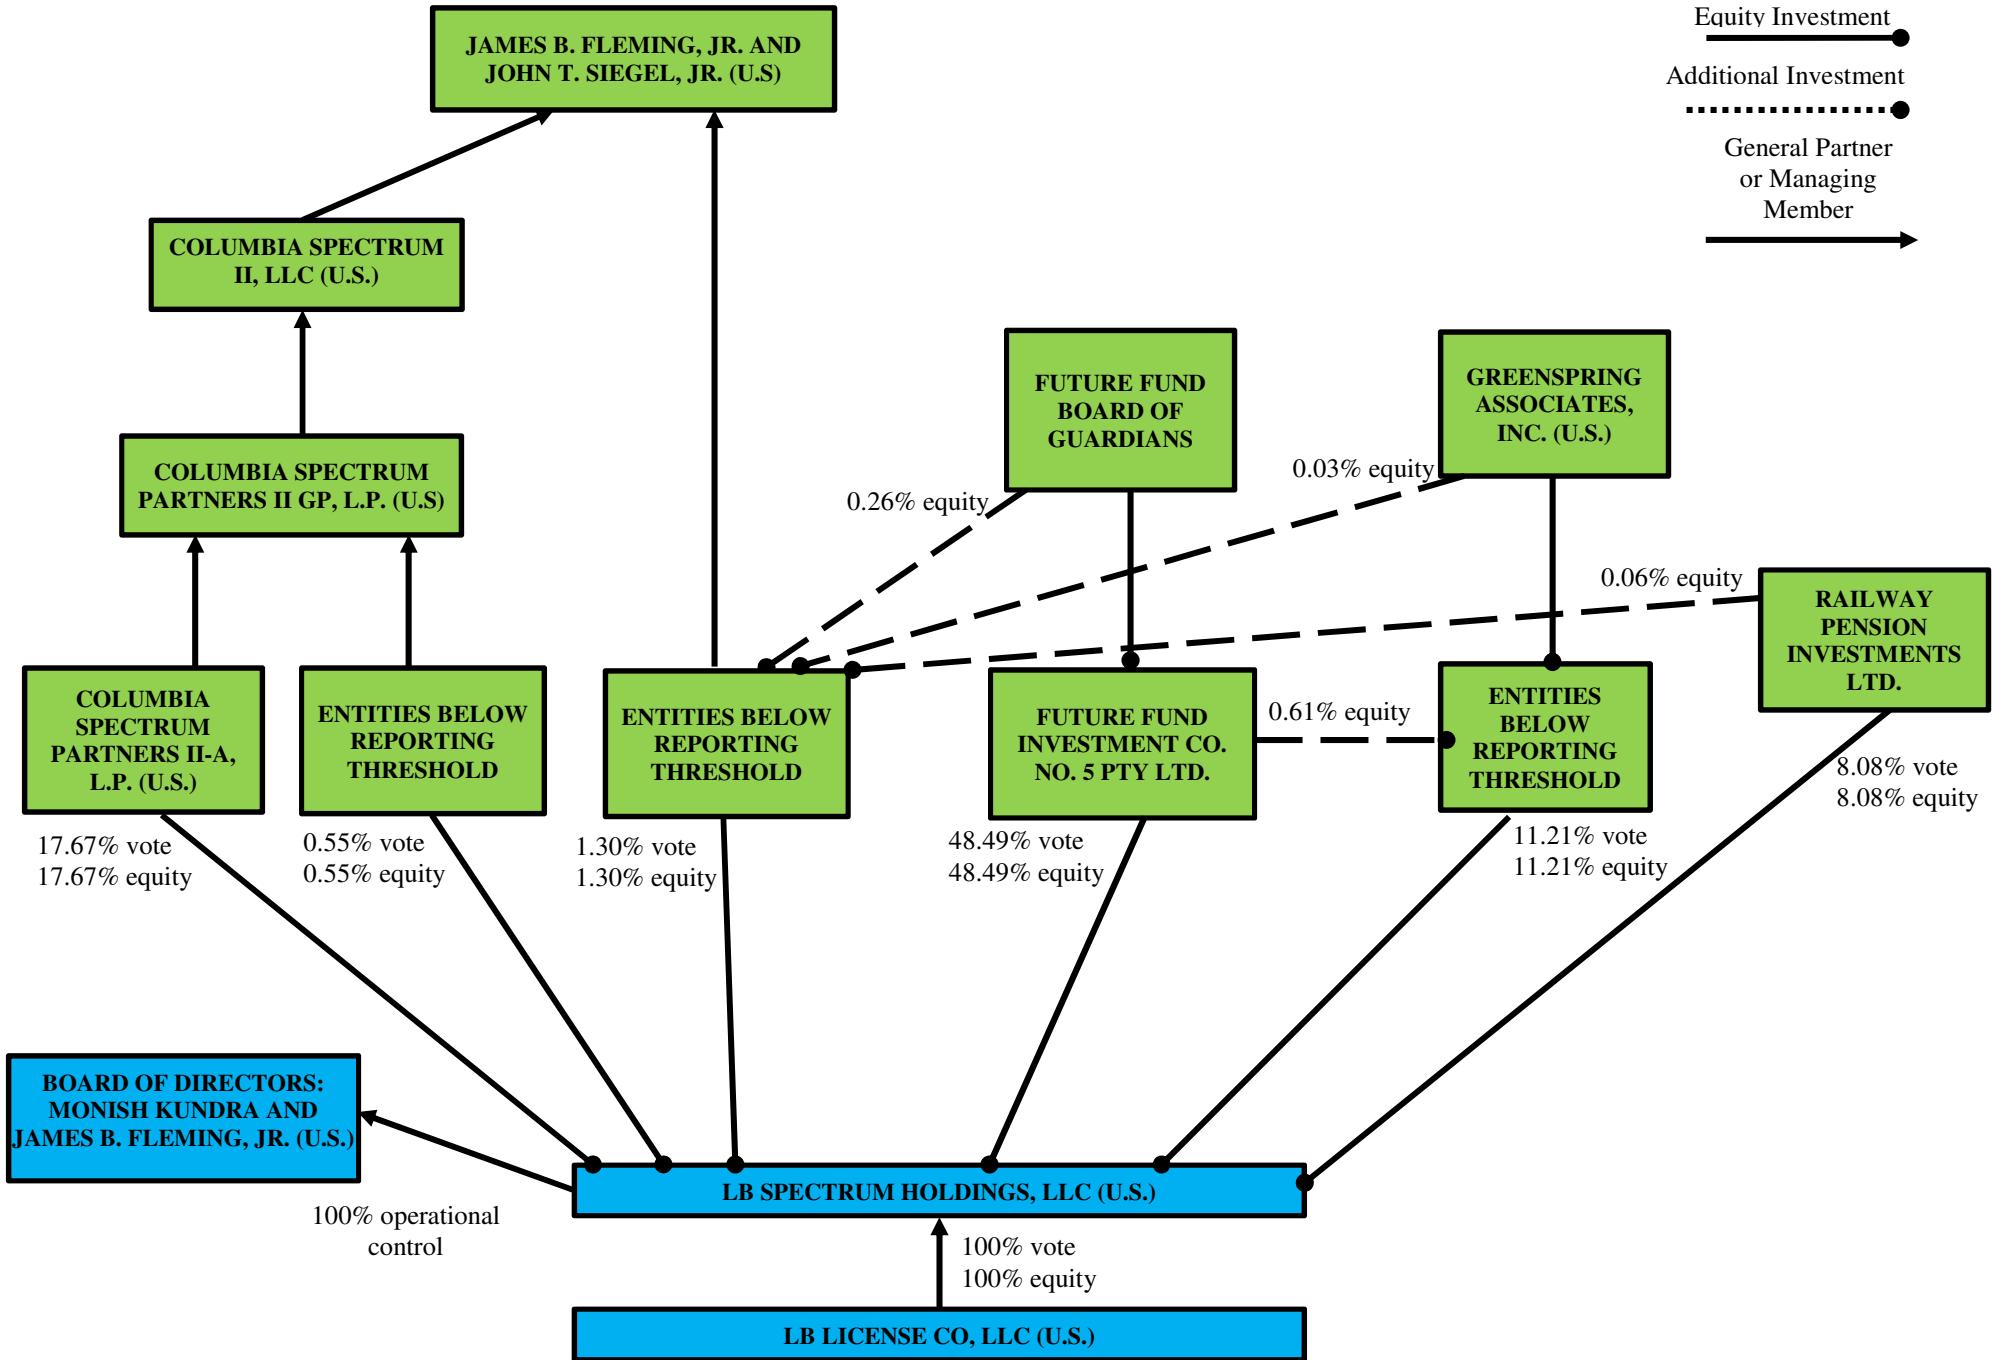 Equity Investment
Additional Investment
General Partner
or Managing
Member
JAMES B. FLEMING, JR. AND
JOHN T. SIEGEL, JR. (U.S)
COLUMBIA SPECTRUM
II, LLC (U.S.)
COLUMBIA SPECTRUM
PARTNERS II GP, L.P. (U.S)
FUTURE FUND
BOARD OF
GUARDIANS
GREENSPRING
ASSOCIATES,
INC. (U.S.)
0.26% equity
0.03% equity
0.06% equity
RAILWAY
PENSION
INVESTMENTS
LTD.
COLUMBIA
SPECTRUM
PARTNERS II-A,
L.P. (U.S.)
ENTITIES BELOW
REPORTING
THRESHOLD
ENTITIES BELOW
REPORTING
THRESHOLD
FUTURE FUND
INVESTMENT CO.
NO. 5 PTY LTD.
0.61% equity
ENTITIES
BELOW
REPORTING
THRESHOLD
17.67% vote
17.67% equity
0.55% vote
0.55% equity
1.30% vote
1.30% equity
48.49% vote
48.49% equity
11.21% vote
11.21% equity
8.08% vote
8.08% equity
BOARD OF DIRECTORS:
MONISH KUNDRA AND
JAMES B. FLEMING, JR. (U.S.)
100% operational
control
LB SPECTRUM HOLDINGS, LLC (U.S.)
100% vote
100% equity
LB LICENSE CO, LLC (U.S.)